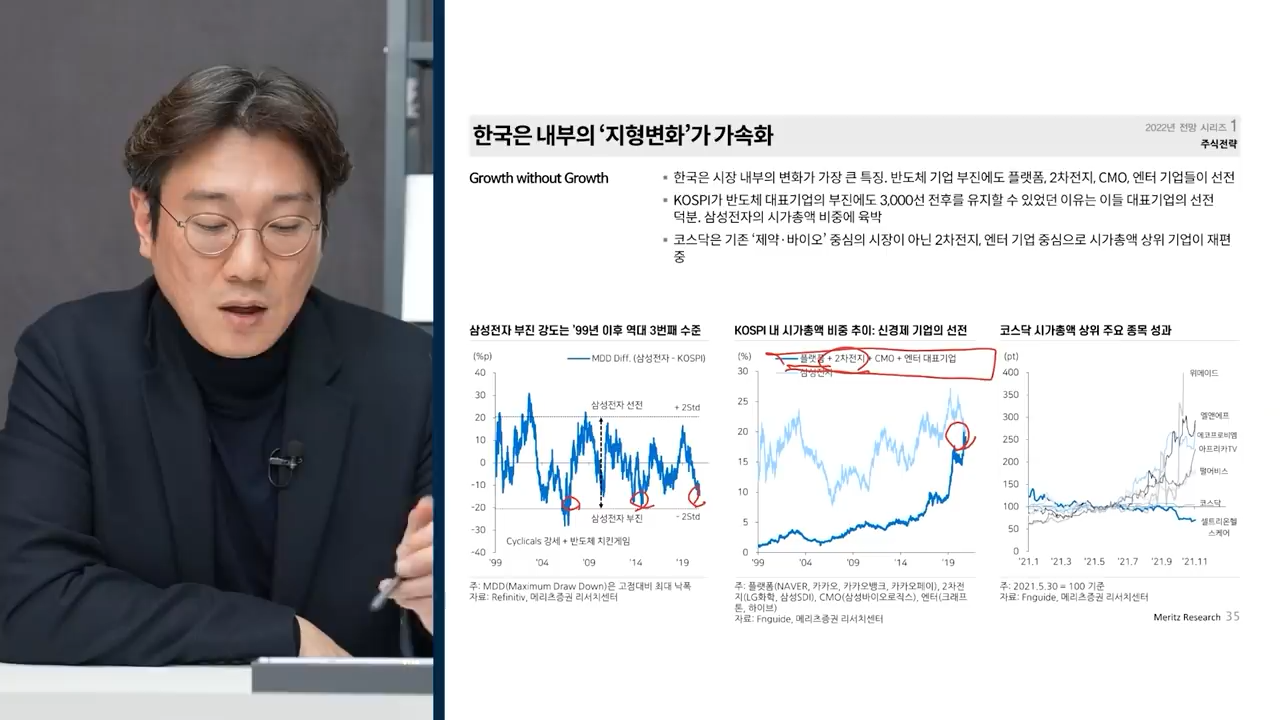 한국은 내부의 ‘지형변화’가 가속화
2022년 전망 시리즈 1
주식전략
Growth without Growth
▪ 한국은 시장 내부의 변화가 가장 큰 특징. 반도체 기업 부진에도 플랫폼, 2차전지, CMO, 엔터 기업들이 선전
▪ KOSPI가 반도체 대표기업의 부진에도 3,000선 전후를 유지할 수 있었던 이유는 이들 대표기업의 선전
덕분. 삼성전자의 시가총액 비중에 육박
▪ 코스닥은 기존 ‘제약·바이오’ 중심의 시장이 아닌 2차전지, 엔터 기업 중심으로 시가총액 상위 기업이 재편
중
삼성전자 부진 강도는 ’99년 이후 역대 3번째 수준
(%p)
MDD Diff. (삼성전자 - KOSPI)
40
30
20
10
0
-10
-20
-30
-40
삼성전자 선전
+ 2Std
삼성전자 부진
- 2Std
Cyclicals 강세 + 반도체 치킨게임
'99
'04
'09
'14
'19
주: MDD(Maximum Draw Down)은 고점대비 최대 낙폭
자료: Refinitiv, 메리츠증권 리서치센터
KOSPI 내 시가총액 비중 추이: 신경제 기업의 선전
(%)
플랫폼 + 2차전지 + CMO + 엔터 대표기업
삼성전자
30
25
20
15
10
5
0
'99
'04
'09
'14
'19
주: 플랫폼(NAVER, 카카오, 카카오뱅크, 카카오페이), 2차전
지(LG화학, 삼성SDI), CMO(삼성바이오로직스), 엔터(크래프
톤, 하이브)
자료: Fnguide, 메리츠증권 리서치센터
코스닥 시가총액 상위 주요 종목 성과
(pt)
400
350
300
250
200
150
100
50
0
위메이드
엘앤에프
에코프로비엠
아프리카TV
펄어비스
코스닥
셀트리온헬
스케어
'21.1
'21.3
'21.5
'21.7
'21.9
'21.11
주: 2021.5.30 = 100 기준
자료: Fnguide, 메리츠증권 리서치센터
Meritz Research 35